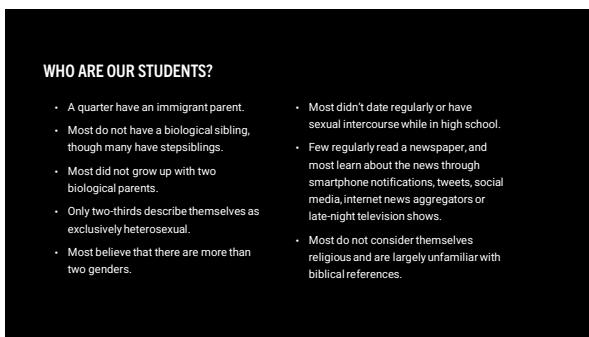 WHO ARE OUR STUDENTS?
• A quarter have an immigrant parent.
• Most do not have a biological sibling,
though many have stepsiblings.
• Most did not grow up with two
biological parents.
• Only two-thirds describe themselves as
exclusively heterosexual.
• Most believe that there are more than
two genders.
• Most didn't date regularly or have
sexual intercourse while in high school.
• Few regularly read a newspaper, and
most learn about the news through
smartphone notifications, tweets, social
media, internet news aggregators or
late-night television shows.
• Most do not consider themselves
religious and are largely unfamiliar with
biblical references.